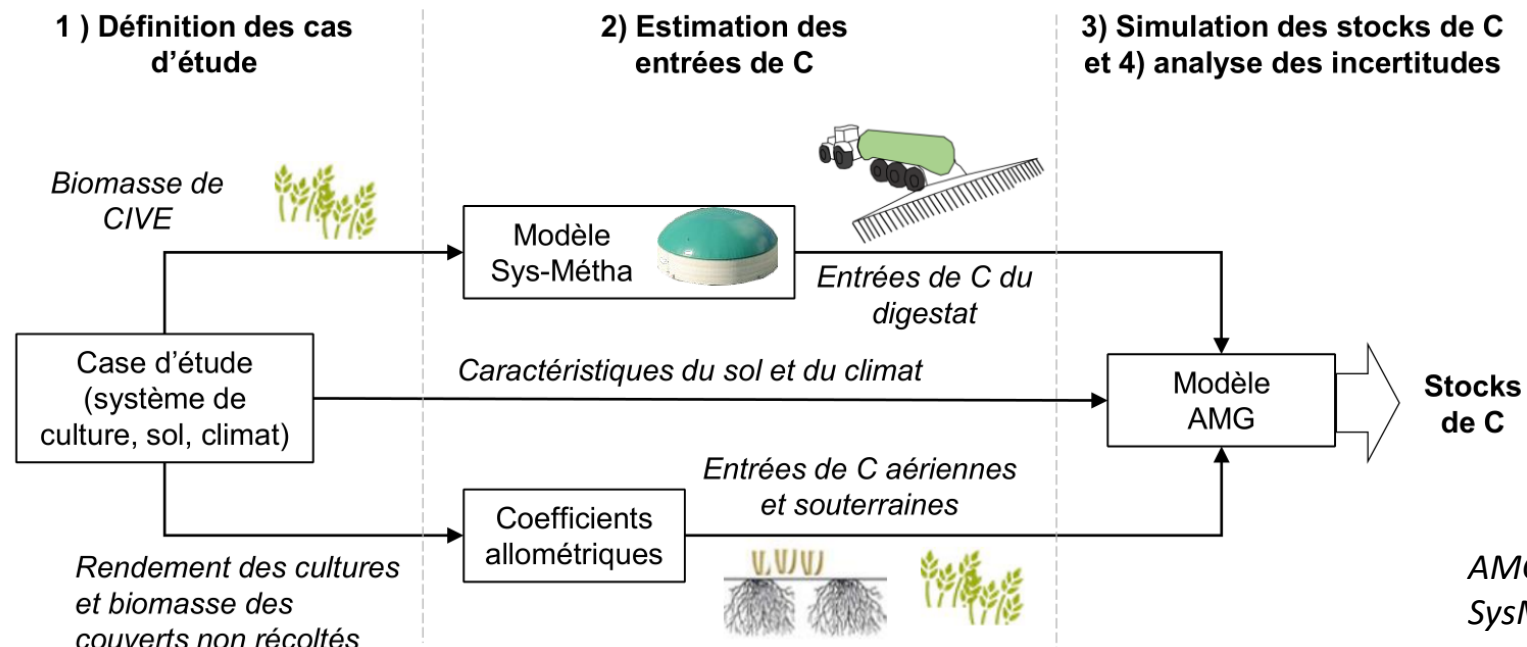 1 ) Définition des cas
d’étude
2) Estimation des
entrées de C
3) Simulation des stocks de C
et 4) analyse des incertitudes
Biomasse de
CIVE
Modèle
Sys-Métha
Entrées de C du
digestat
Case d’étude
(système de
culture, sol, climat)
Caractéristiques du sol et du climat
Modèle
AMG
Stocks
de C
Entrées de C aériennes
et souterraines
Coefficients
allométriques
Rendement des cultures
et biomasse des
couverts non récoltés